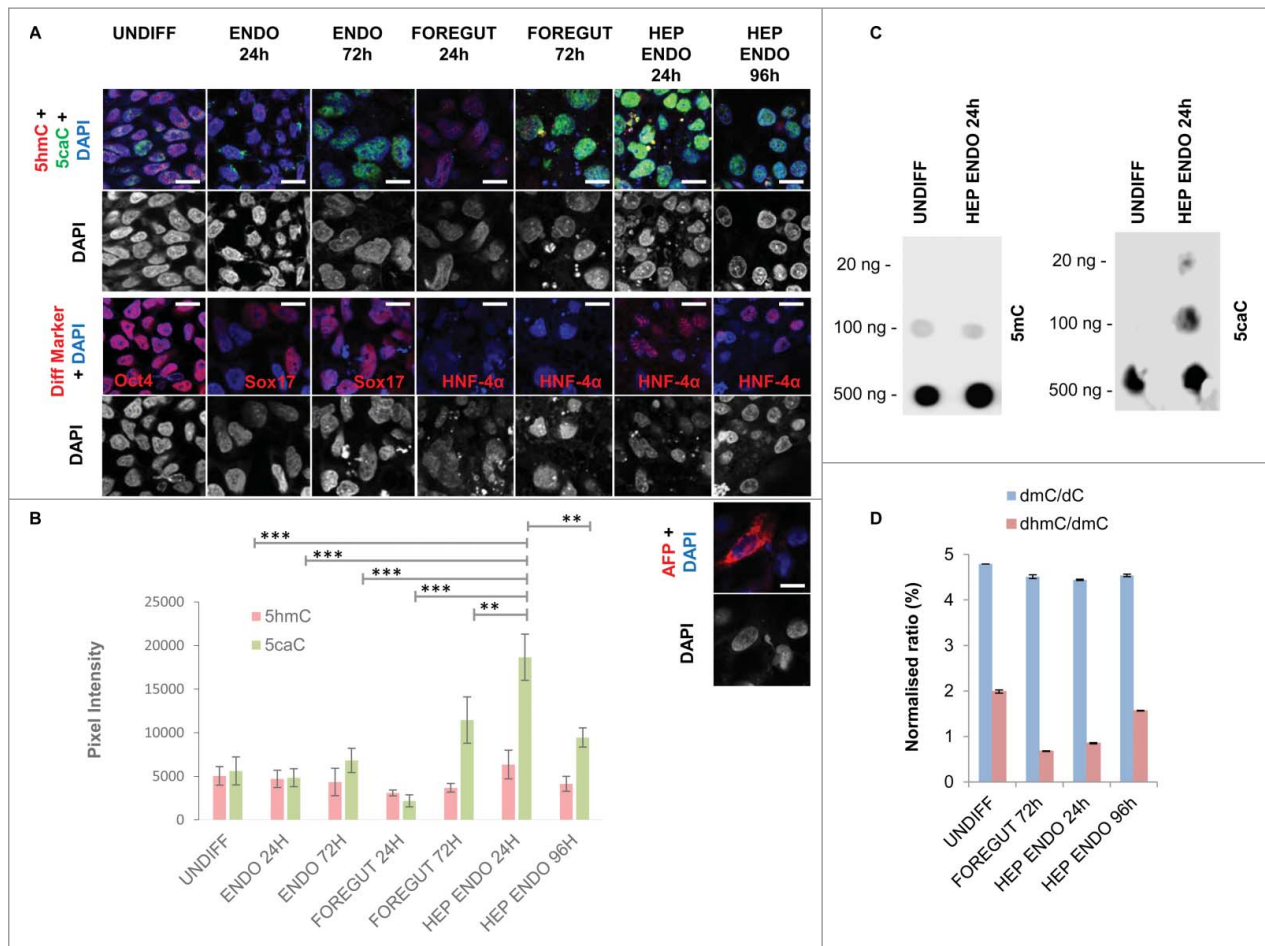 A
UNDIFF
ENDO
24h
ENDO
72h
FOREGUT
24h
FOREGUT
72h
HEP
ENDO
24h
HEP
ENDO
96h
5hmC +
5caC +
DAPI
DAPI
Diff Marker
+ DAPI
Oct4
Sox17
Sox17
HNF-4α
HNF-4α
HNF-4α
HNF-4α
DAPI
AFP +
DAPI
DAPI
B
***
***
***
***
**
**
5hmC
5caC
Pixel Intensity
25000
20000
15000
10000
5000
0
UNDIFF
ENDO 24H
ENDO 72H
FOREGUT 24H
FOREGUT 72H
HEP ENDO 24H
HEP ENDO 96H
C
UNDIFF
HEP ENDO 24h
20 ng -
100 ng -
500 ng -
5mC
UNDIFF
HEP ENDO 24h
20 ng -
100 ng -
500 ng -
5caC
D
dmC/dC
dhmC/dmC
Normalised ratio (%)
5
4
3
2
1
0
UNDIFF
FOREGUT 72h
HEP ENDO 24h
HEP ENDO 96h